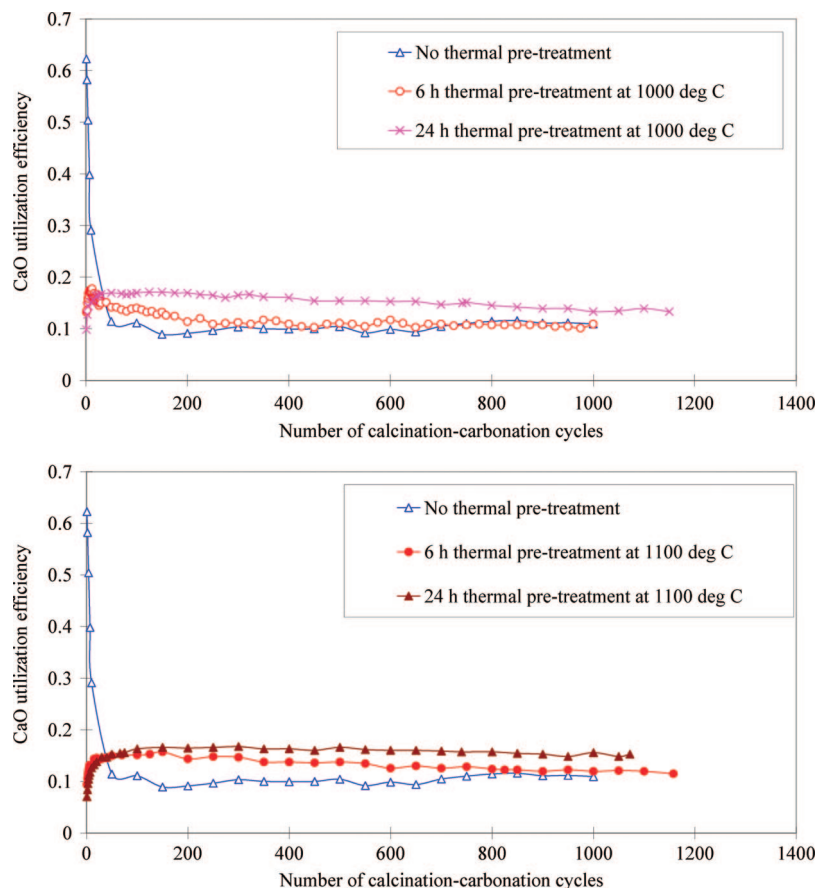 0.7
0.6
0.5
0.4
0.3
0.2
0.1
0
CaO utilization efficiency
No thermal pre-treatment
6 h thermal pre-treatment at 1000 deg C
24 h thermal pre-treatment at 1000 deg C
0 200 400 600 800 1000 1200 1400
Number of calcination-carbonation cycles
0.7
0.6
0.5
0.4
0.3
0.2
0.1
0
CaO utilization efficiency
No thermal pre-treatment
6 h thermal pre-treatment at 1100 deg C
24 h thermal pre-treatment at 1100 deg C
0 200 400 600 800 1000 1200 1400
Number of calcination-carbonation cycles